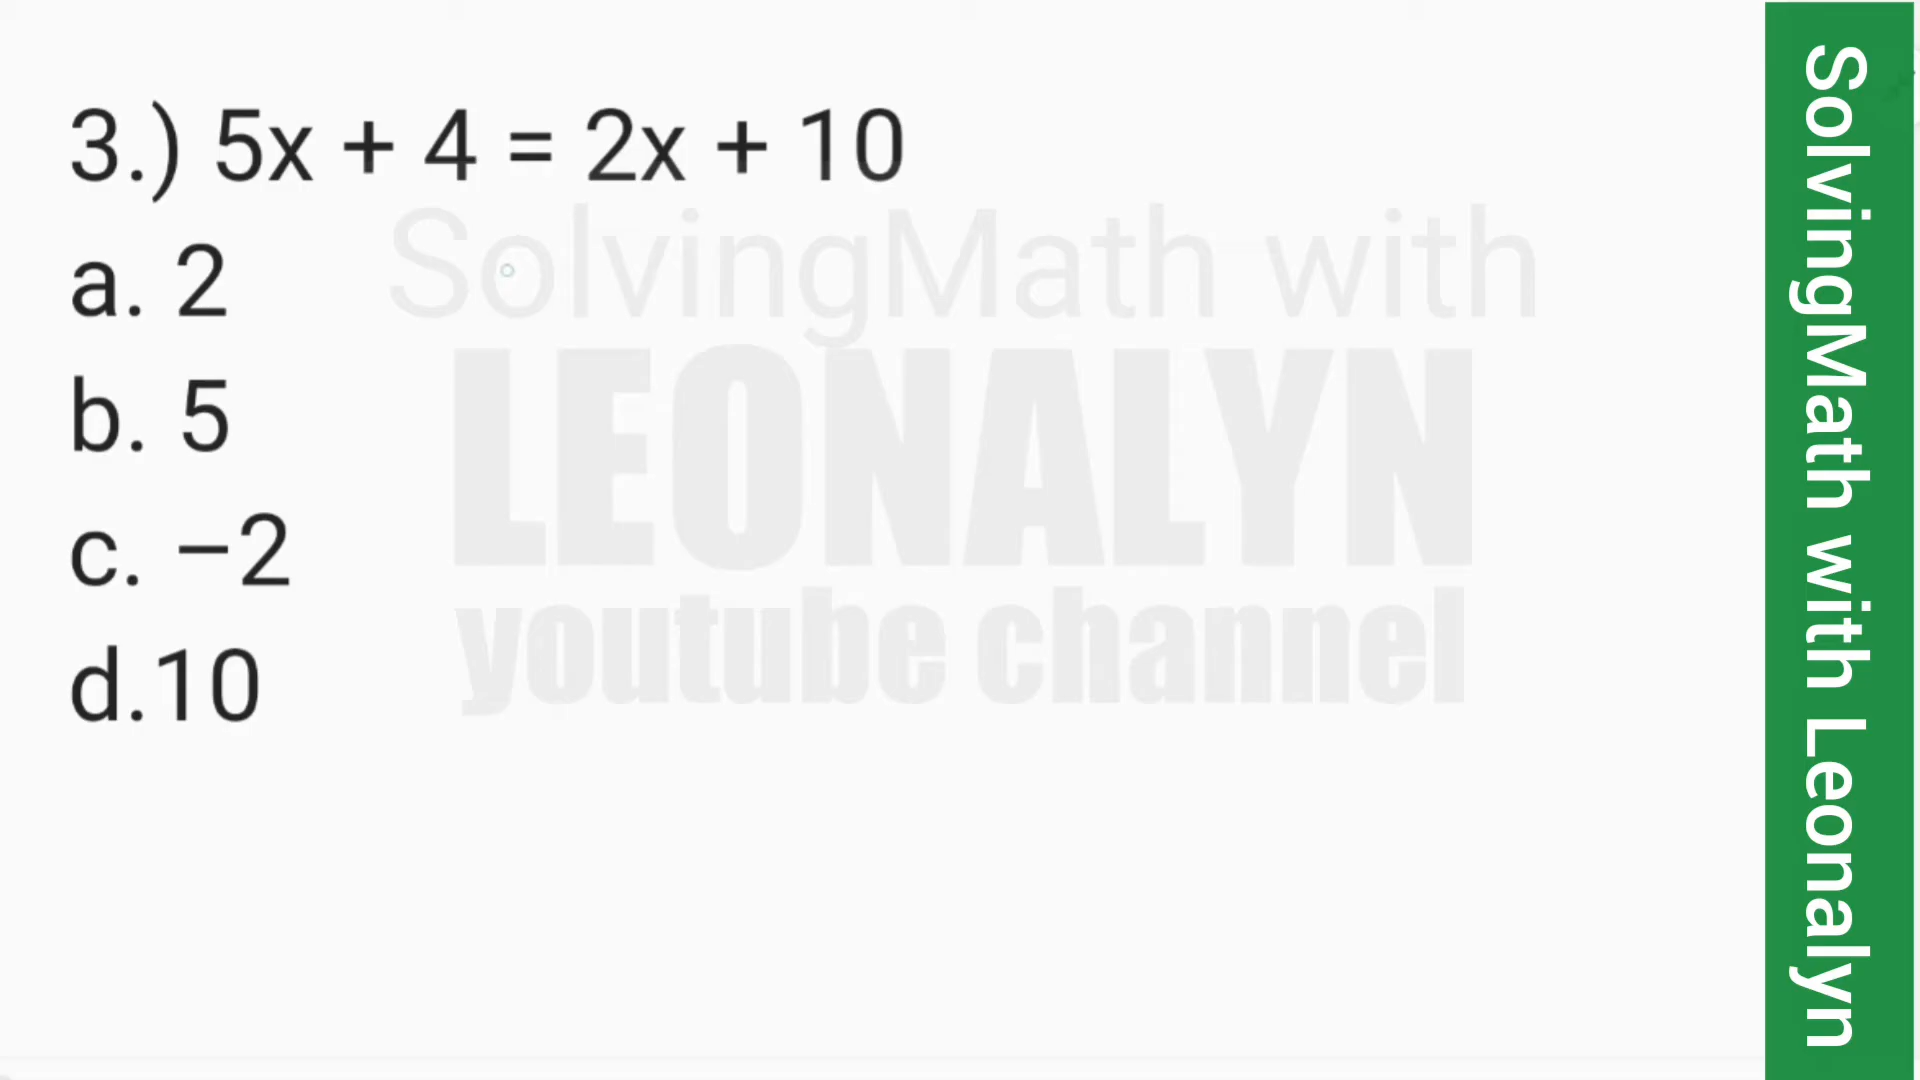 3.) 5x + 4 = 2x + 10
a. 2
b. 5
c. −2
d.10
SolvingMath with
LEONALYN
youtube channel
SolvingMath with Leonalyn